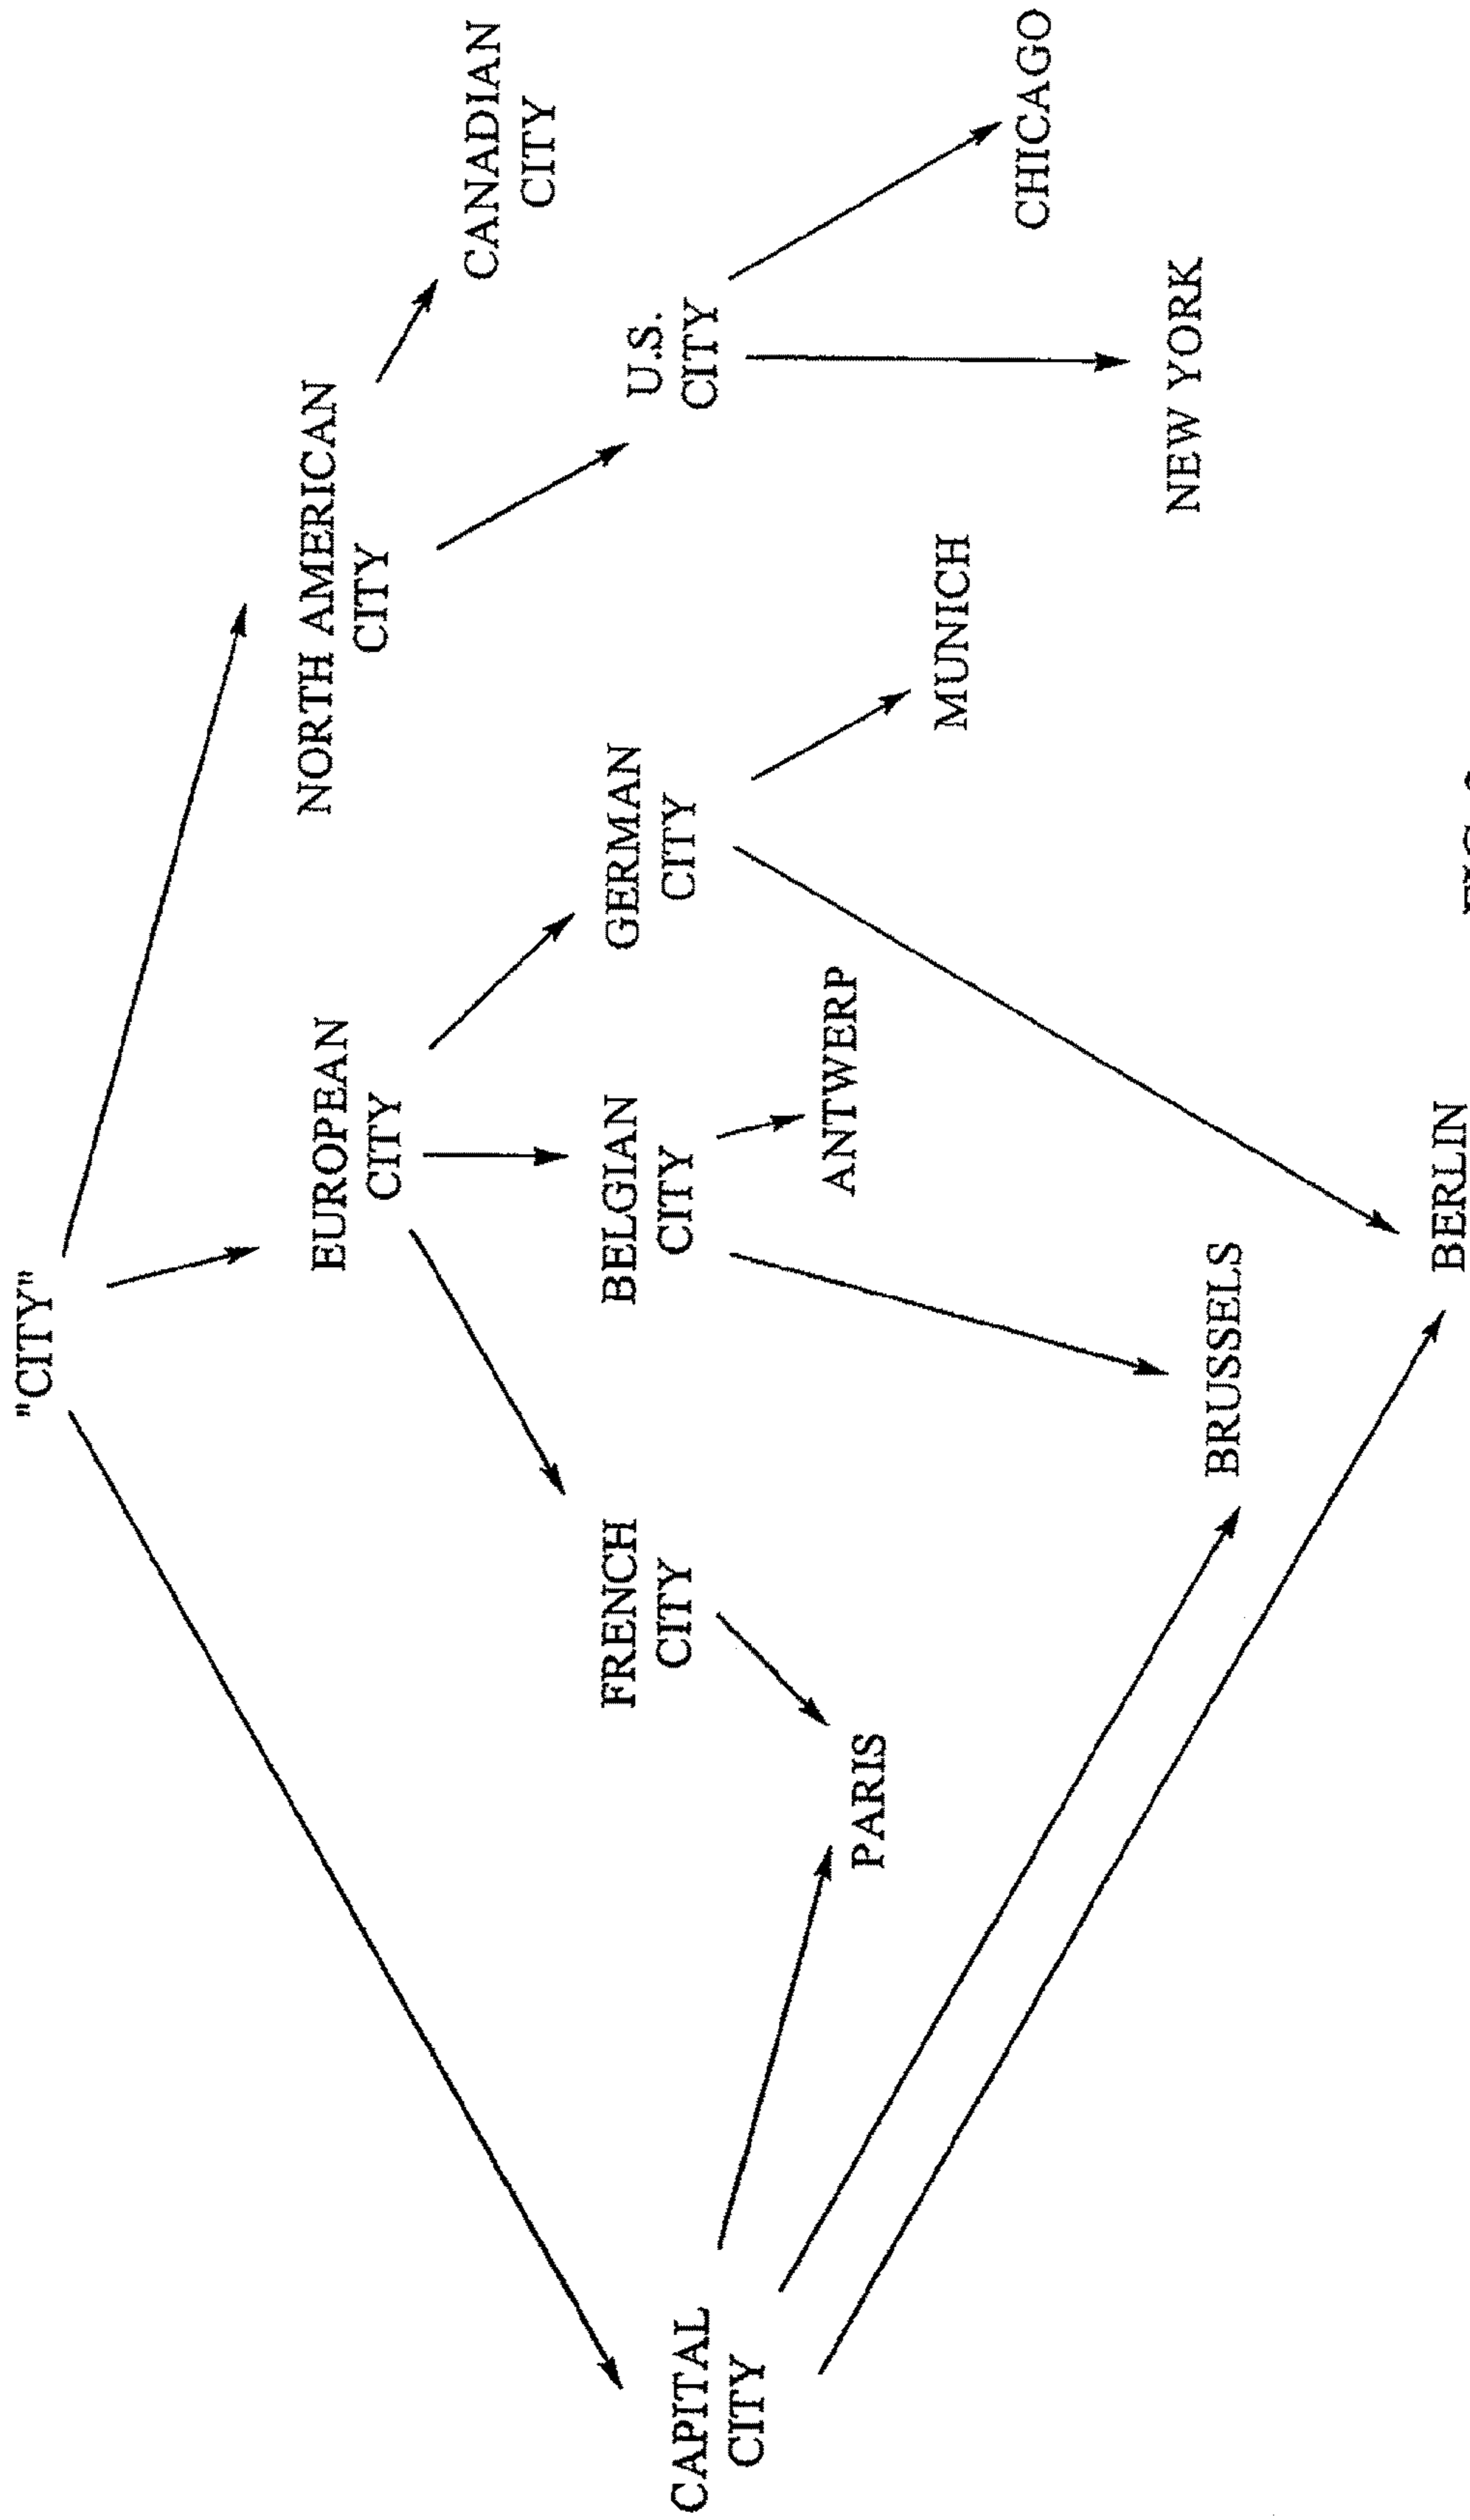 "CITY"
NORTH AMERICAN
CITY
EUROPEAN
CITY
CANADIAN
CITY
CAPITAL
CITY
FRENCH
CITY
BELGIAN
CITY
GERMAN
CITY
U.S.
CITY
PARIS
ANTWERP
MUNICH
CHICAGO
BRUSSELS
NEW YORK
BERLIN